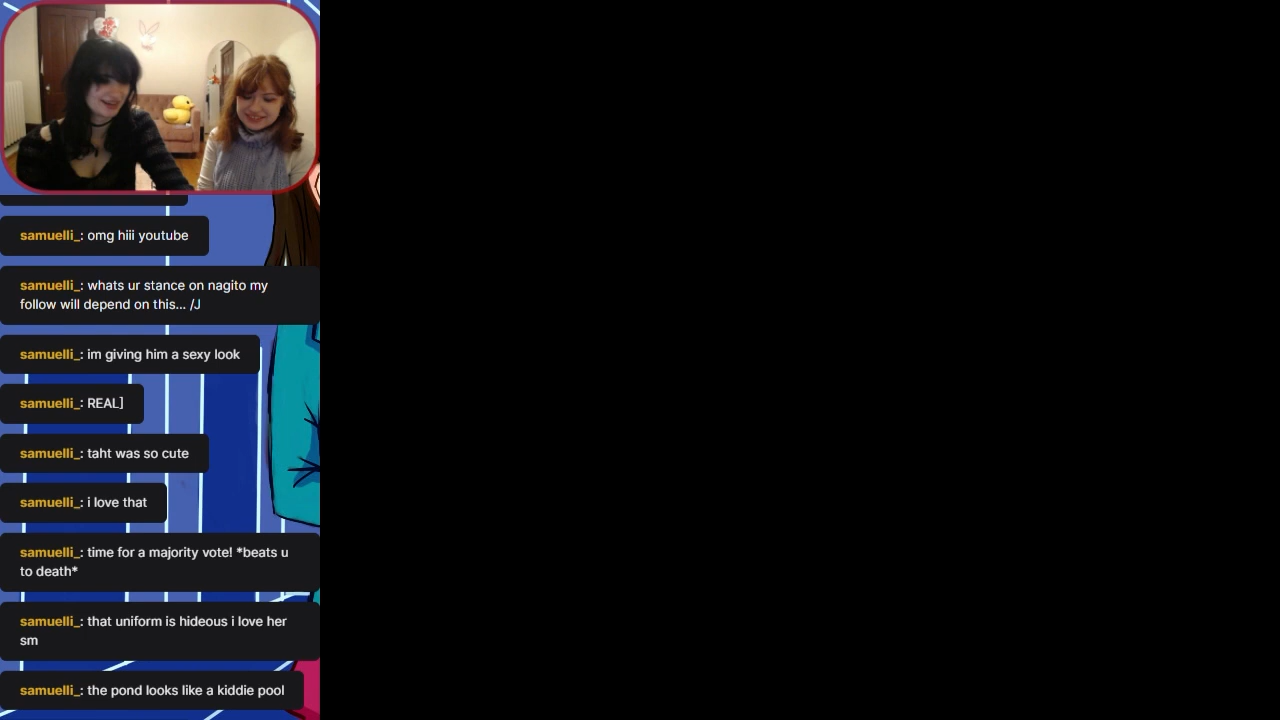 samuelli_: omg hiii youtube
samuelli_: whats ur stance on nagito my
follow will depend on this... /J
samuelli_: im giving him a sexy look
samuelli_: REAL]
samuelli_: taht was so cute
samuelli_: i love that
samuelli_: time for a majority vote! *beats u
to death*
samuelli_: that uniform is hideous i love her
sm
samuelli_: the pond looks like a kiddie pool